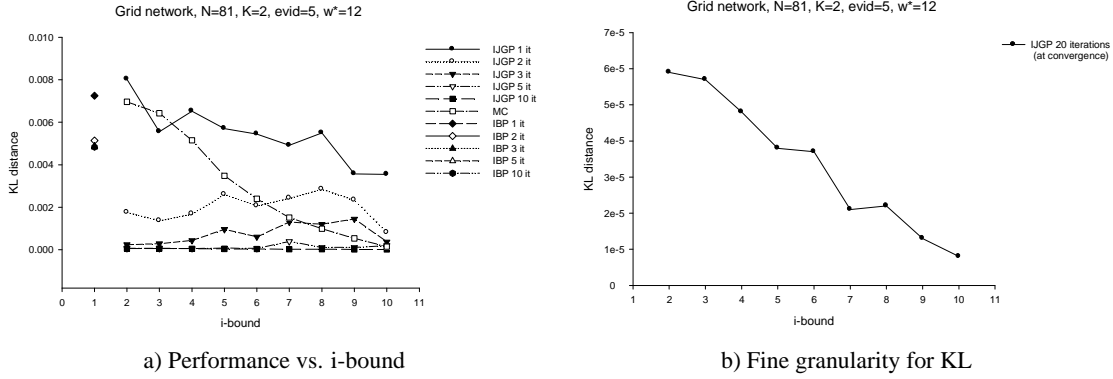 Grid network, N=81, K=2, evid=5, w*=12
KL distance
0.010
0.008
0.006
0.004
0.002
0.000
0 1 2 3 4 5 6 7 8 9 10 11
i-bound
IJGP 1 it
IJGP 2 it
IJGP 3 it
IJGP 5 it
IJGP 10 it
MC
IBP 1 it
IBP 2 it
IBP 3 it
IBP 5 it
IBP 10 it
a) Performance vs. i-bound
Grid network, N=81, K=2, evid=5, w*=12
KL distance
7e-5
6e-5
5e-5
4e-5
3e-5
2e-5
1e-5
0
1 2 3 4 5 6 7 8 9 10 11
i-bound
IJGP 20 iterations
(at convergence)
b) Fine granularity for KL